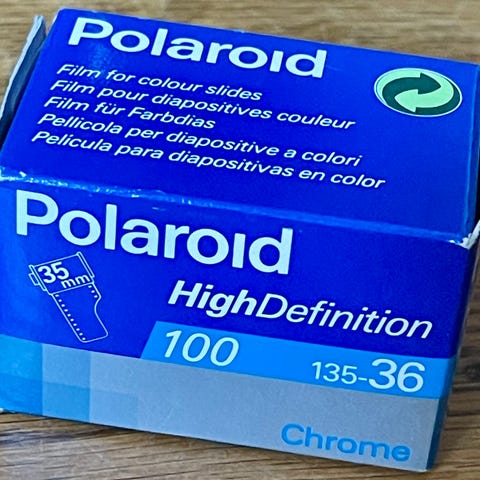 Polaroid
Film for colour slides
Film pour diapositives couleur
Film für Farbdias
Pellicola per diapositive a colori
Película para diapositivas en color
Polaroid
35
mm
HighDefinition
100
135-36
Chrome